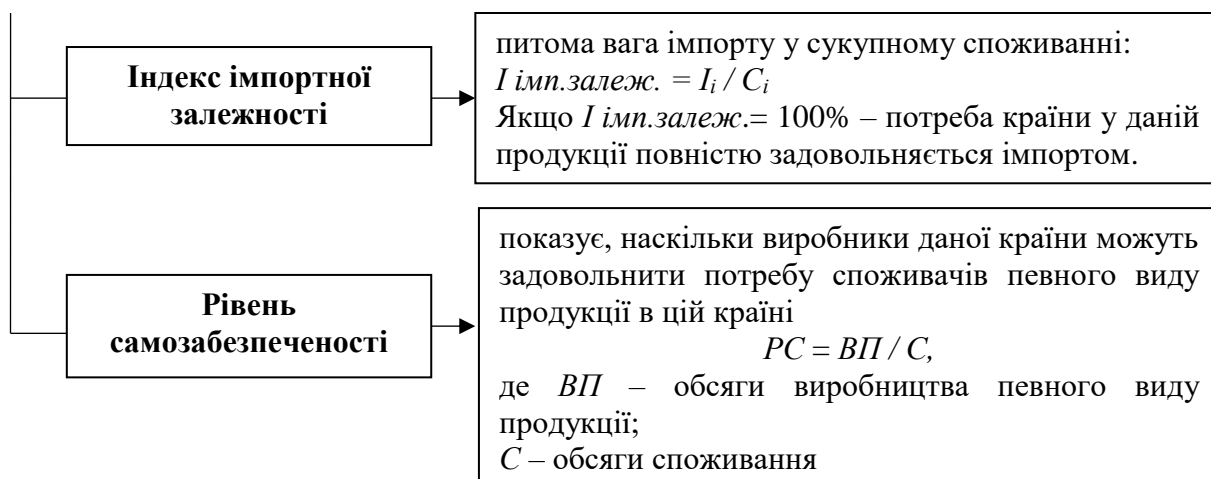 Індекс імпортної
залежності
питома вага імпорту у сукупному споживанні:
I імп.залеж. = Ii / Ci
Якщо I імп.залеж.= 100% – потреба країни у даній
продукції повністю задовольняється імпортом.
Рівень
самозабезпеченості
показує, наскільки виробники даної країни можуть
задовольнити потребу споживачів певного виду
продукції в цій країні
РС = ВП / С,
де ВП – обсяги виробництва певного виду
продукції;
С – обсяги споживання